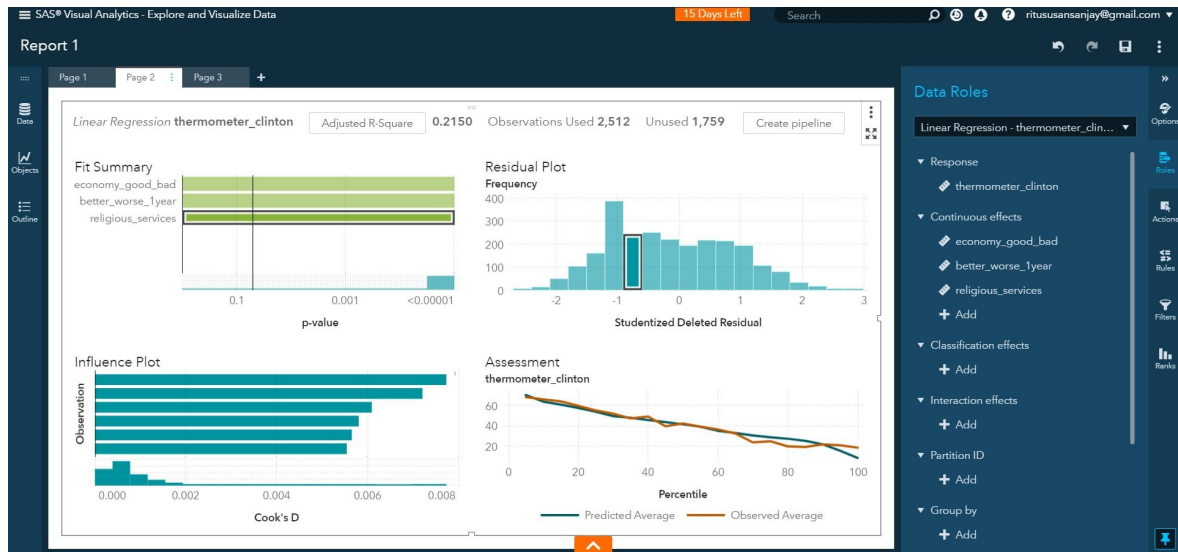 SAS® Visual Analytics - Explore and Visualize Data
15 Days Left
Search
ritususansanjay@gmail.com
Report 1
Page 1
Page 2
Page 3
Data
Objects
Outline
Linear Regression thermometer_clinton
Adjusted R-Square 0.2150
Observations Used 2,512
Unused 1,759
Create pipeline
Fit Summary
economy_good_bad
better_worse_1year
religious_services
0.1 0.001 <0.00001
p-value
Residual Plot
Frequency
400
300
200
100
0
-2 -1 0 1 2 3
Studentized Deleted Residual
Influence Plot
Observation
0.000 0.002 0.004 0.006 0.008
Cook's D
Assessment
thermometer_clinton
60
40
20
0 20 40 60 80 100
Percentile
Predicted Average Observed Average
Data Roles
Linear Regression - thermometer_clin...
Response
thermometer_clinton
Continuous effects
economy_good_bad
better_worse_1year
religious_services
Add
Classification effects
Add
Interaction effects
Add
Partition ID
Add
Group by
Add
Options
Roles
Actions
Rules
Filters
Ranks